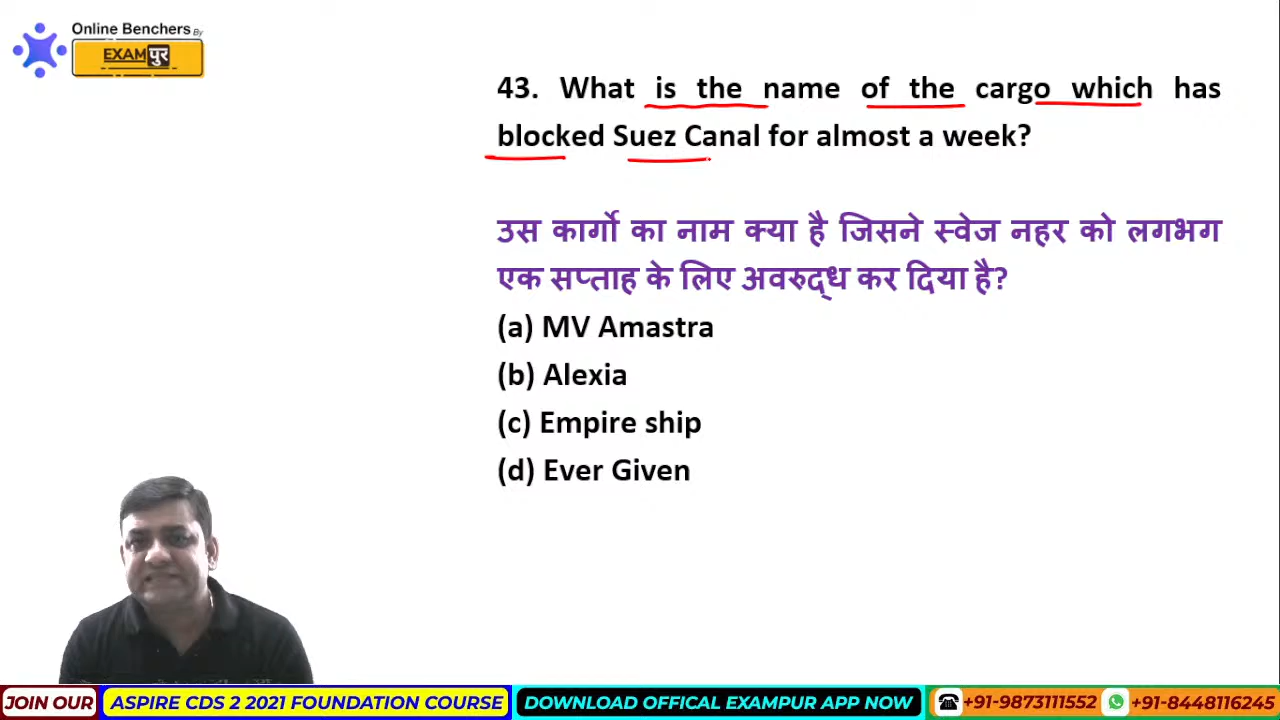 Online Benchers By
EXAMपुर
43. What is the name of the cargo which has
blocked Suez Canal for almost a week?
उस कार्गो का नाम क्या है जिसने स्वेज नहर को लगभग
एक सप्ताह के लिए अवरुद्ध कर दिया है?
(a) MV Amastra
(b) Alexia
(c) Empire ship
(d) Ever Given
JOIN OUR ASPIRE CDS 2 2021 FOUNDATION COURSE DOWNLOAD OFFICAL EXAMPUR APP NOW +91-9873111552 +91-8448116245